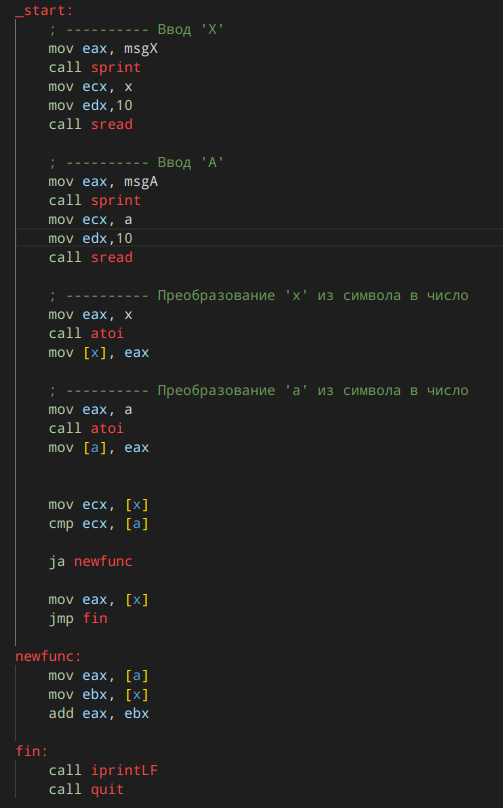 _start:
; ---------- Ввод 'X'
mov eax, msgX
call sprint
mov ecx, x
mov edx,10
call sread
; ---------- Ввод 'A'
mov eax, msgA
call sprint
mov ecx, a
mov edx,10
call sread
; ---------- Преобразование 'x' из символа в число
mov eax, x
call atoi
mov [x], eax
; ---------- Преобразование 'a' из символа в число
mov eax, a
call atoi
mov [a], eax
mov ecx, [x]
cmp ecx, [a]
ja newfunc
mov eax, [x]
jmp fin
newfunc:
mov eax, [a]
mov ebx, [x]
add eax, ebx
fin:
call iprintLF
call quit